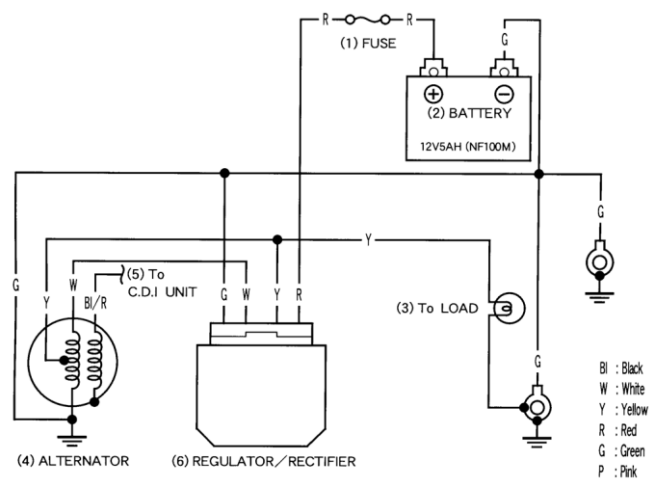 R
R
G
(1) FUSE
(2) BATTERY
12V5AH (NF100M)
Y
G
G
Y
W
(5) To
C.D.I UNIT
Bl/R
G
W
Y
R
(3) To LOAD
G
(4) ALTERNATOR
(6) REGULATOR/RECTIFIER
Bl : Black
W : White
Y : Yellow
R : Red
G : Green
P : Pink